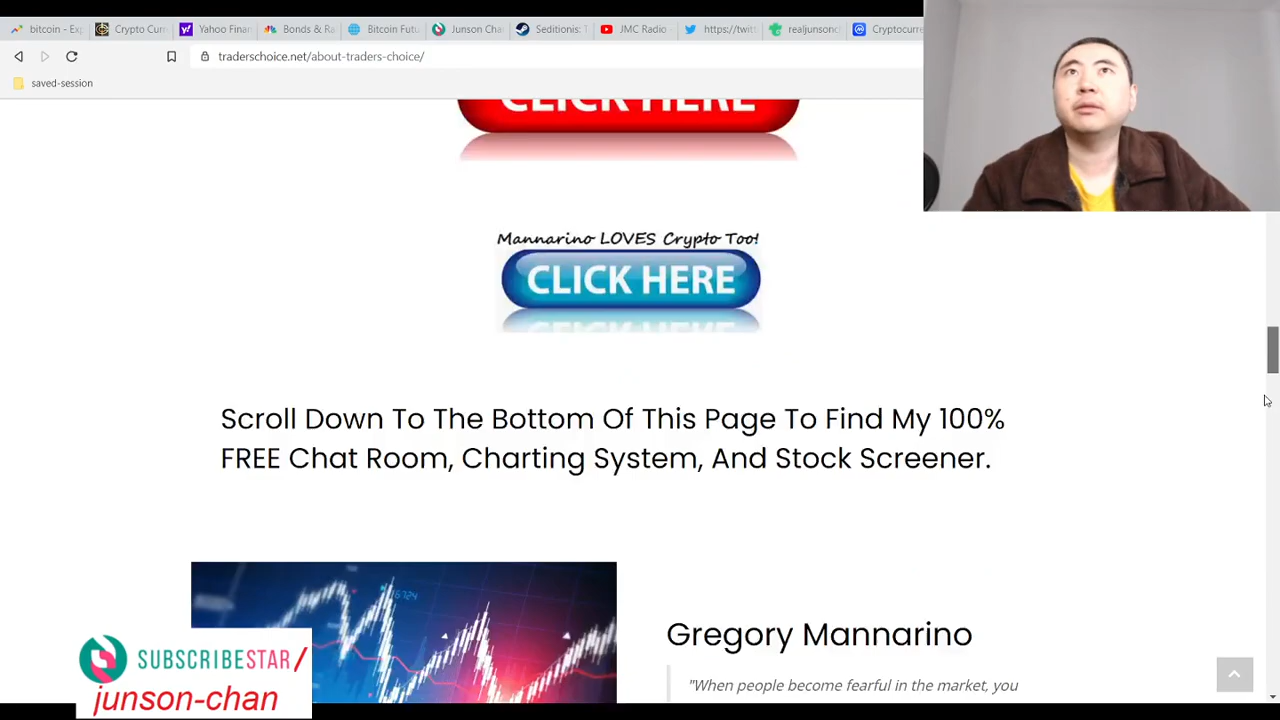 bitcoin - Exp
Crypto Curr
Yahoo Finan
Bonds & Ra
Bitcoin Futu
Junson Cha
Seditionis: T
JMC Radio
https://twitt
realjunsonch
Cryptocurre
traderschoice.net/about-traders-choice/
saved-session
CLICK HERE
Mannarino LOVES Crypto Too!
CLICK HERE
Scroll Down To The Bottom Of This Page To Find My 100%
FREE Chat Room, Charting System, And Stock Screener.
Gregory Mannarino
"When people become fearful in the market, you
SUBSCRIBESTAR/
junson-chan